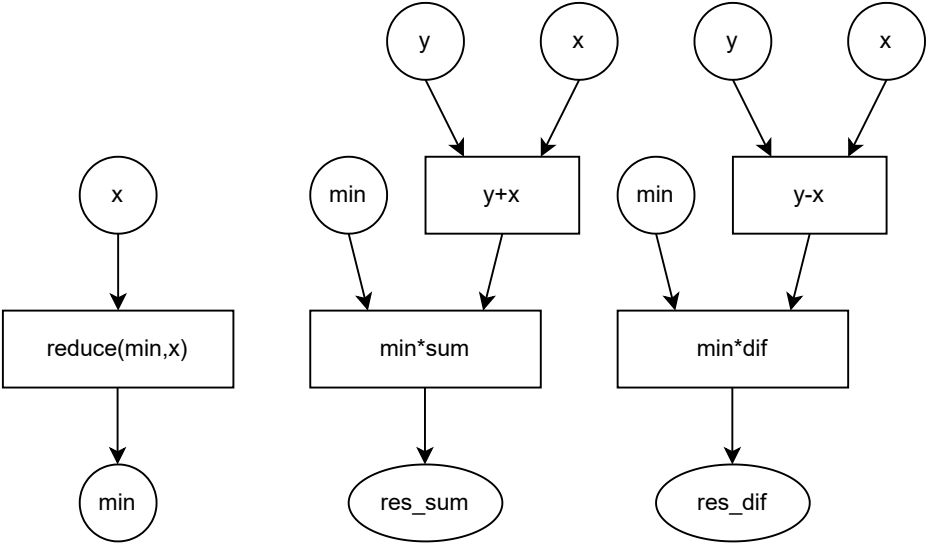 y
x
y
x
x
min
y+x
min
y-x
reduce(min,x)
min*sum
min*dif
min
res_sum
res_dif